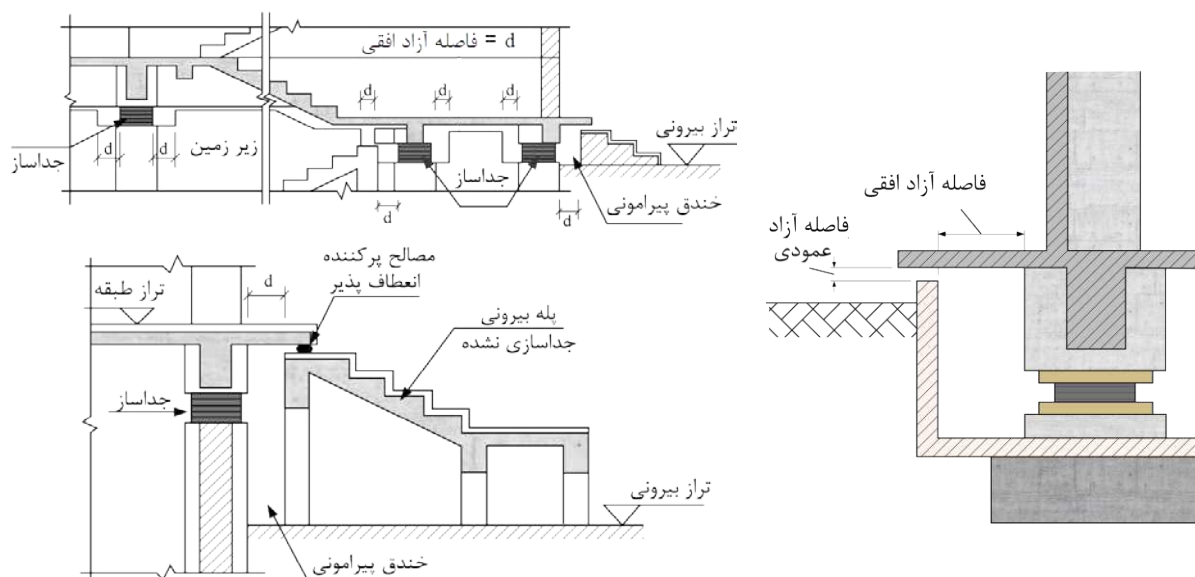 d = فاصله آزاد افقی
d
d
d
تراز بیرونی
زیر زمین
d
d
جداساز
جداساز
خندق پیرامونی
d
d
فاصله آزاد افقی
فاصله آزاد
عمودی
مصالح پرکننده
انعطاف پذیر
تراز طبقه
d
پله بیرونی
جداسازی نشده
جداساز
تراز بیرونی
خندق پیرامونی